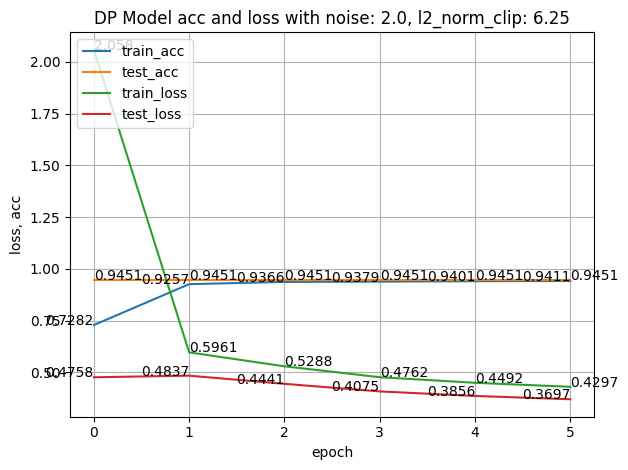 DP Model acc and loss with noise: 2.0, l2_norm_clip: 6.25
train_acc
test_acc
train_loss
test_loss
2.058
loss, acc
2.00
1.75
1.50
1.25
1.00
0.75
0.50
0.9451 0.9451 0.9451 0.9451 0.9451 0.9451
0.7282 0.9257 0.9366 0.9379 0.9401 0.9411
0.5961 0.5288 0.4762 0.4492 0.4297
0.4758 0.4837 0.4441 0.4075 0.3856 0.3697
0 1 2 3 4 5
epoch